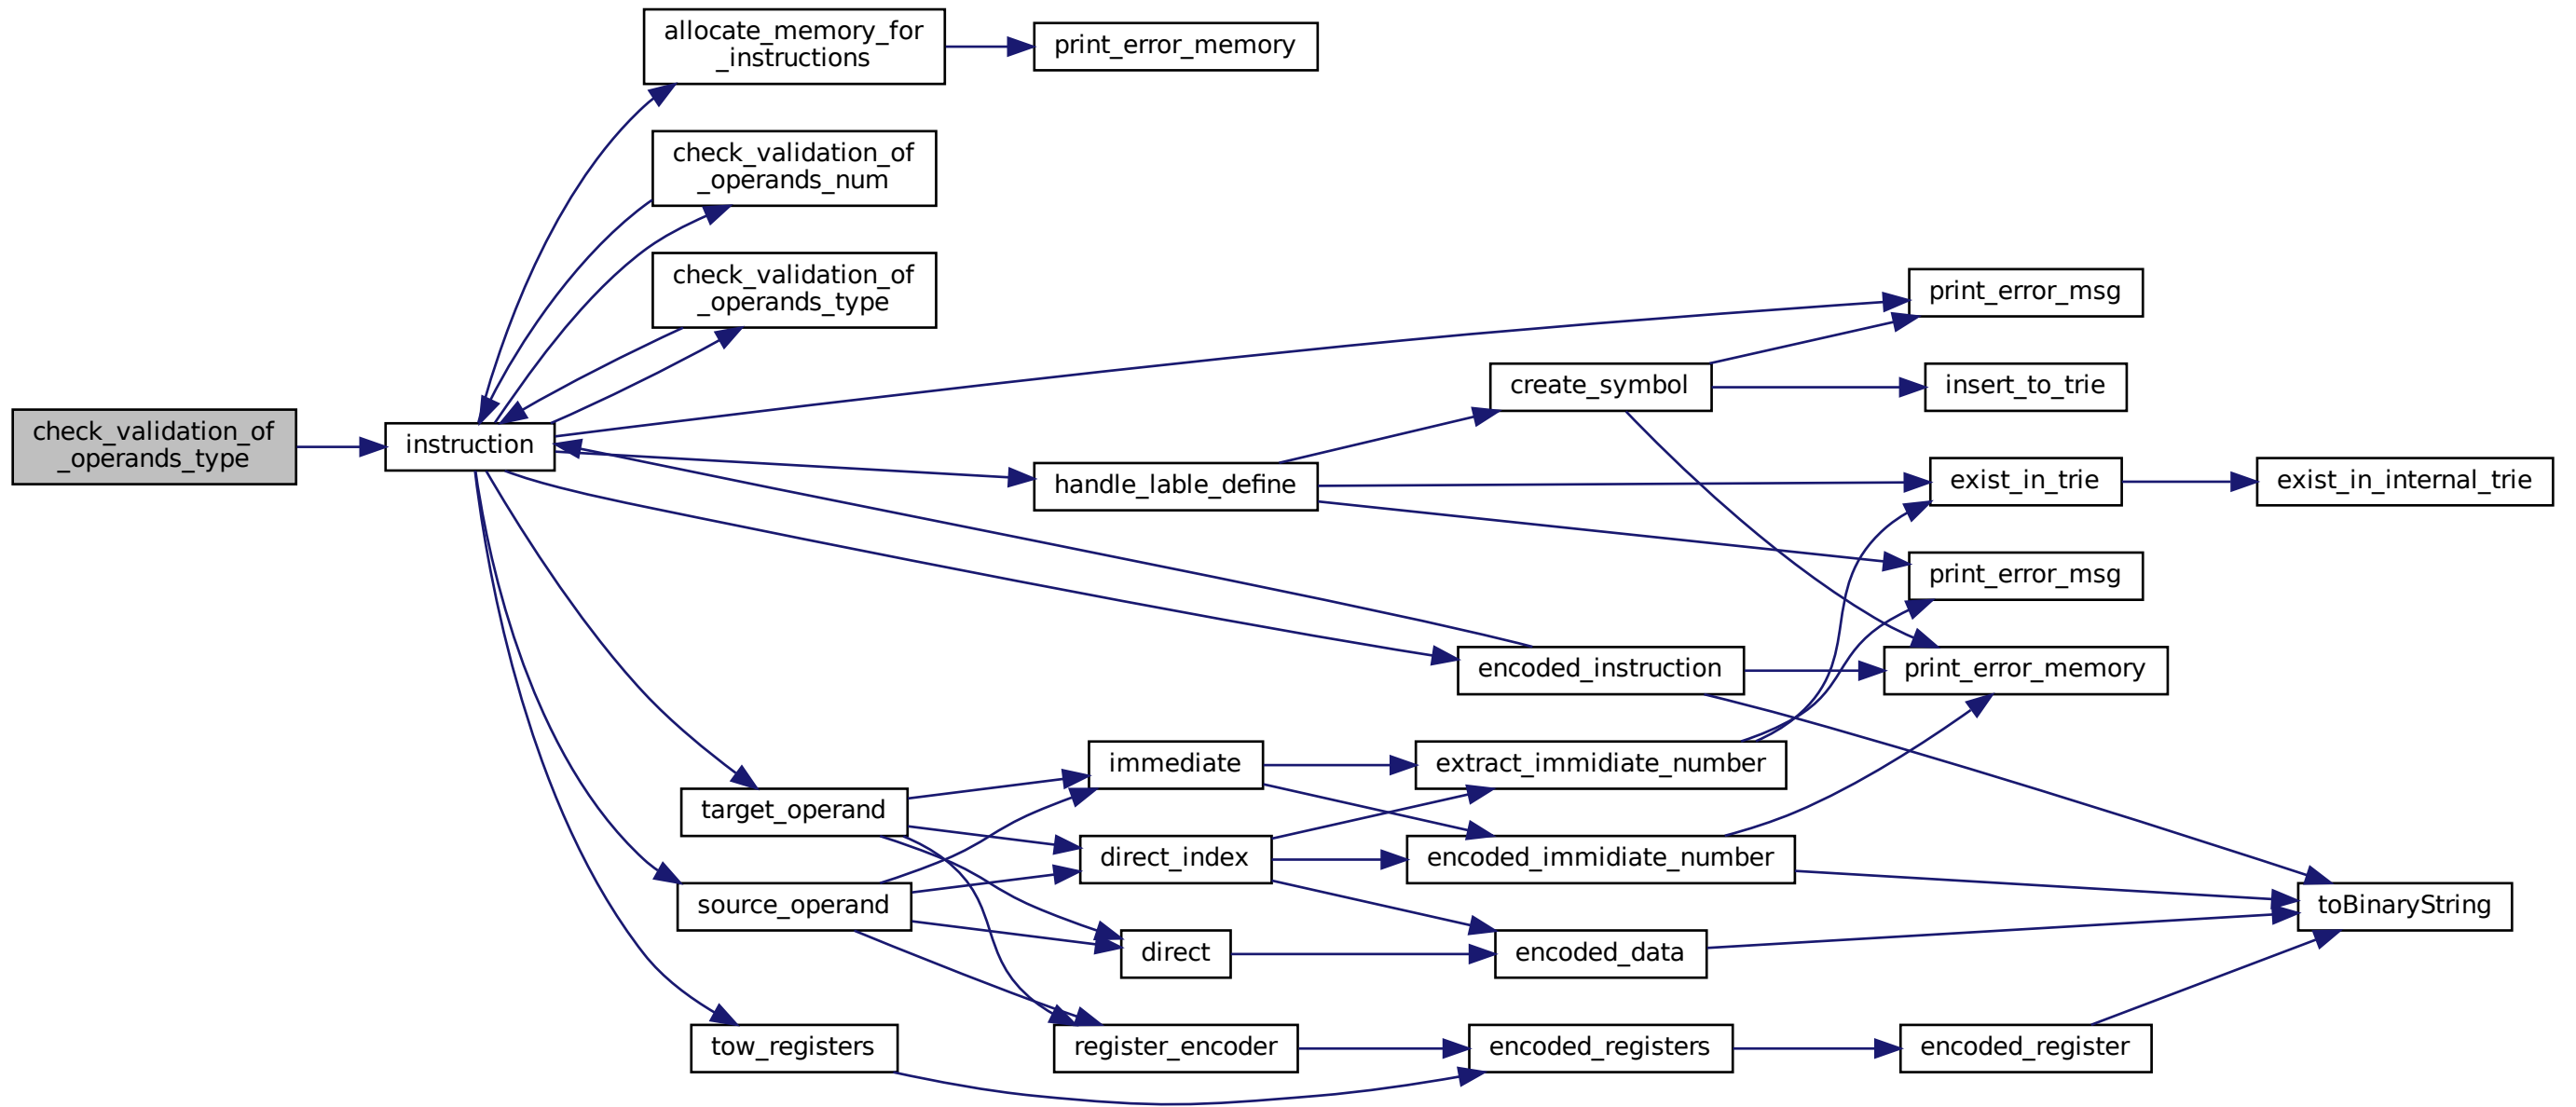 allocate_memory_for
_instructions
print_error_memory
check_validation_of
_operands_num
check_validation_of
_operands_type
print_error_msg
create_symbol
insert_to_trie
check_validation_of
_operands_type
instruction
handle_lable_define
exist_in_trie
exist_in_internal_trie
print_error_msg
encoded_instruction
print_error_memory
immediate
extract_immidiate_number
target_operand
direct_index
encoded_immidiate_number
source_operand
toBinaryString
direct
encoded_data
tow_registers
register_encoder
encoded_registers
encoded_register